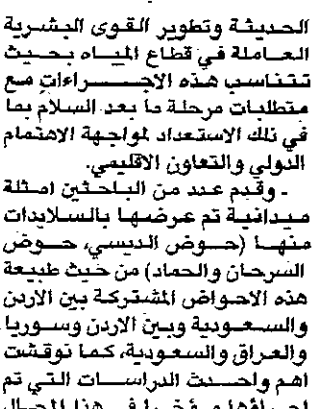 الحديثة وتطوير القوى البشرية
العاملة في قطاع المياه بحيث
تتناسب هذه الاجراءات مع
متطلبات مرحلة ما بعد السلام بما
في ذلك الاستعداد لمواجهة الاهتمام
الدولي والتعاون الاقليمي.
- وقدم عدد من الباحثين امثلة
ميدانية تم عرضها بالسلايدات
منها (حوض الديسي، حوض
السرحان والحماد) من حيث طبيعة
هذه الاحواض المشتركة بين الاردن
والسعودية وبين الاردن وسوريا
والعراق والسعودية، كما نوقشت
اهم واحدث الدراسات التي تم
في هذا المجال